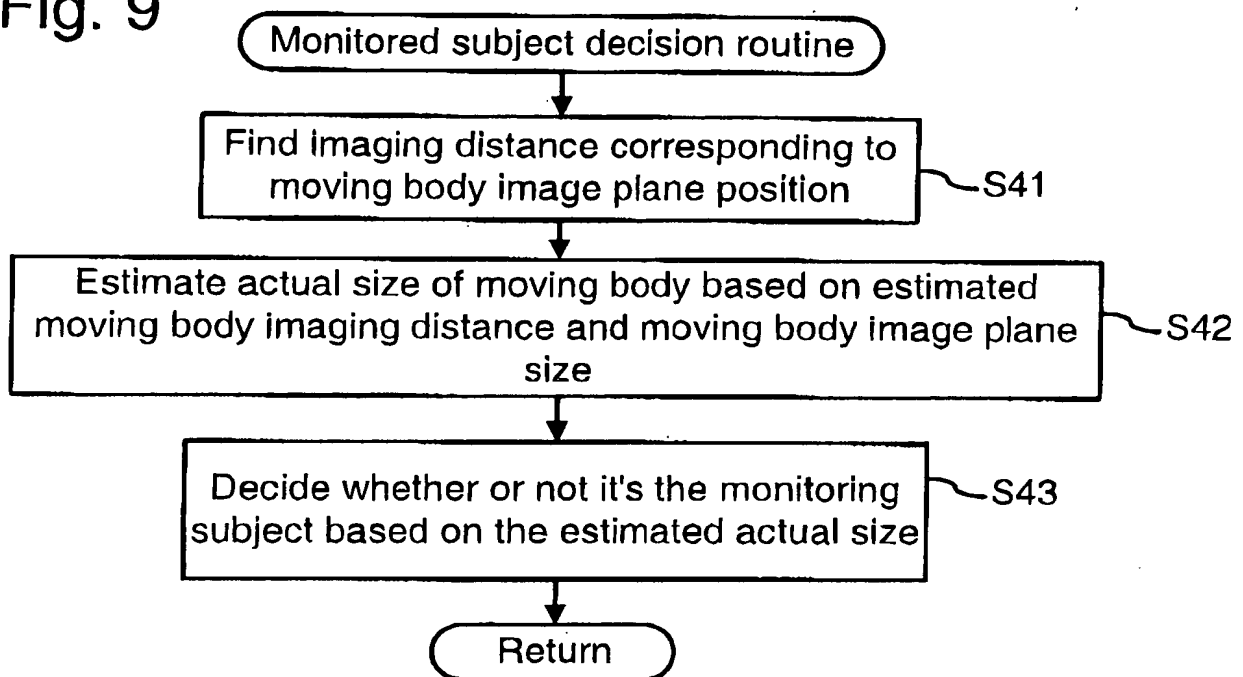 Fig. 9
Monitored subject decision routine
Find imaging distance corresponding to
moving body image plane position
S41
Estimate actual size of moving body based on estimated
moving body imaging distance and moving body image plane
size
S42
Decide whether or not it's the monitoring
subject based on the estimated actual size
S43
Return